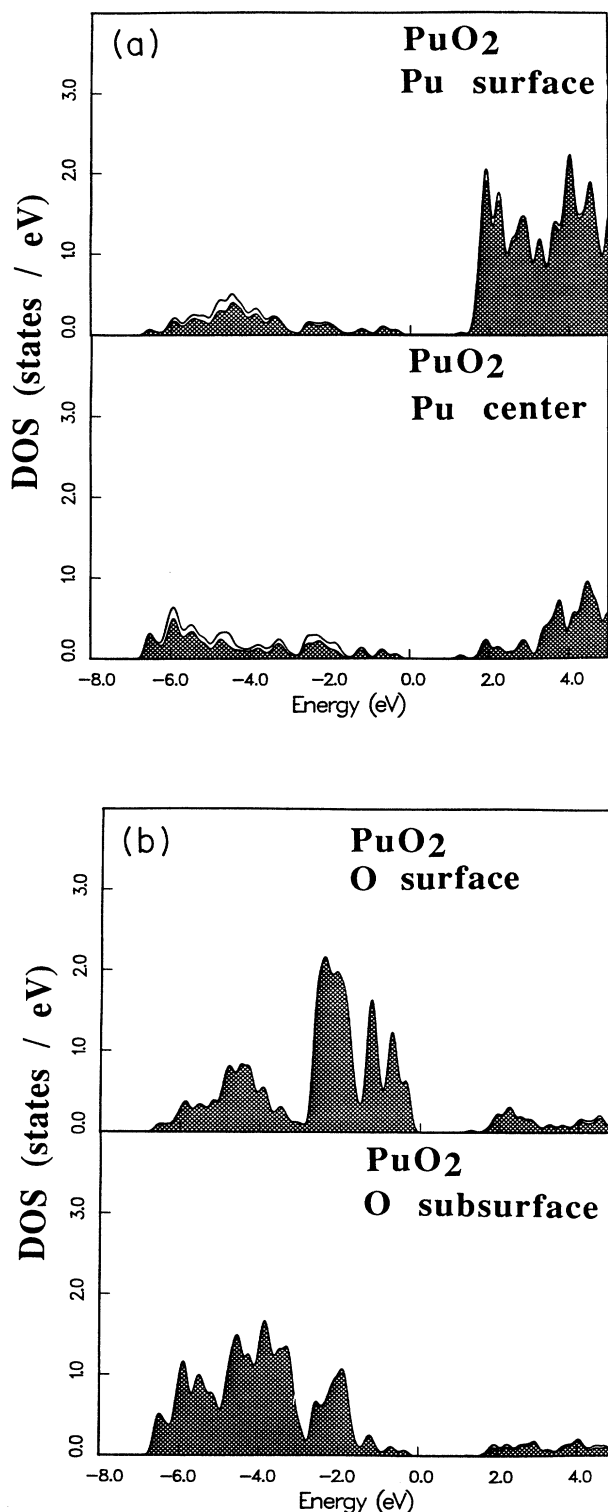 (a)
PuO2
Pu surface
3.0
2.0
1.0
0.0
PuO2
Pu center
3.0
2.0
1.0
0.0
DOS (states / eV)
−8.0 −6.0 −4.0 −2.0 0.0 2.0 4.0
Energy (eV)
(b)
PuO2
O surface
3.0
2.0
1.0
0.0
PuO2
O subsurface
3.0
2.0
1.0
0.0
DOS (states / eV)
−8.0 −6.0 −4.0 −2.0 0.0 2.0 4.0
Energy (eV)